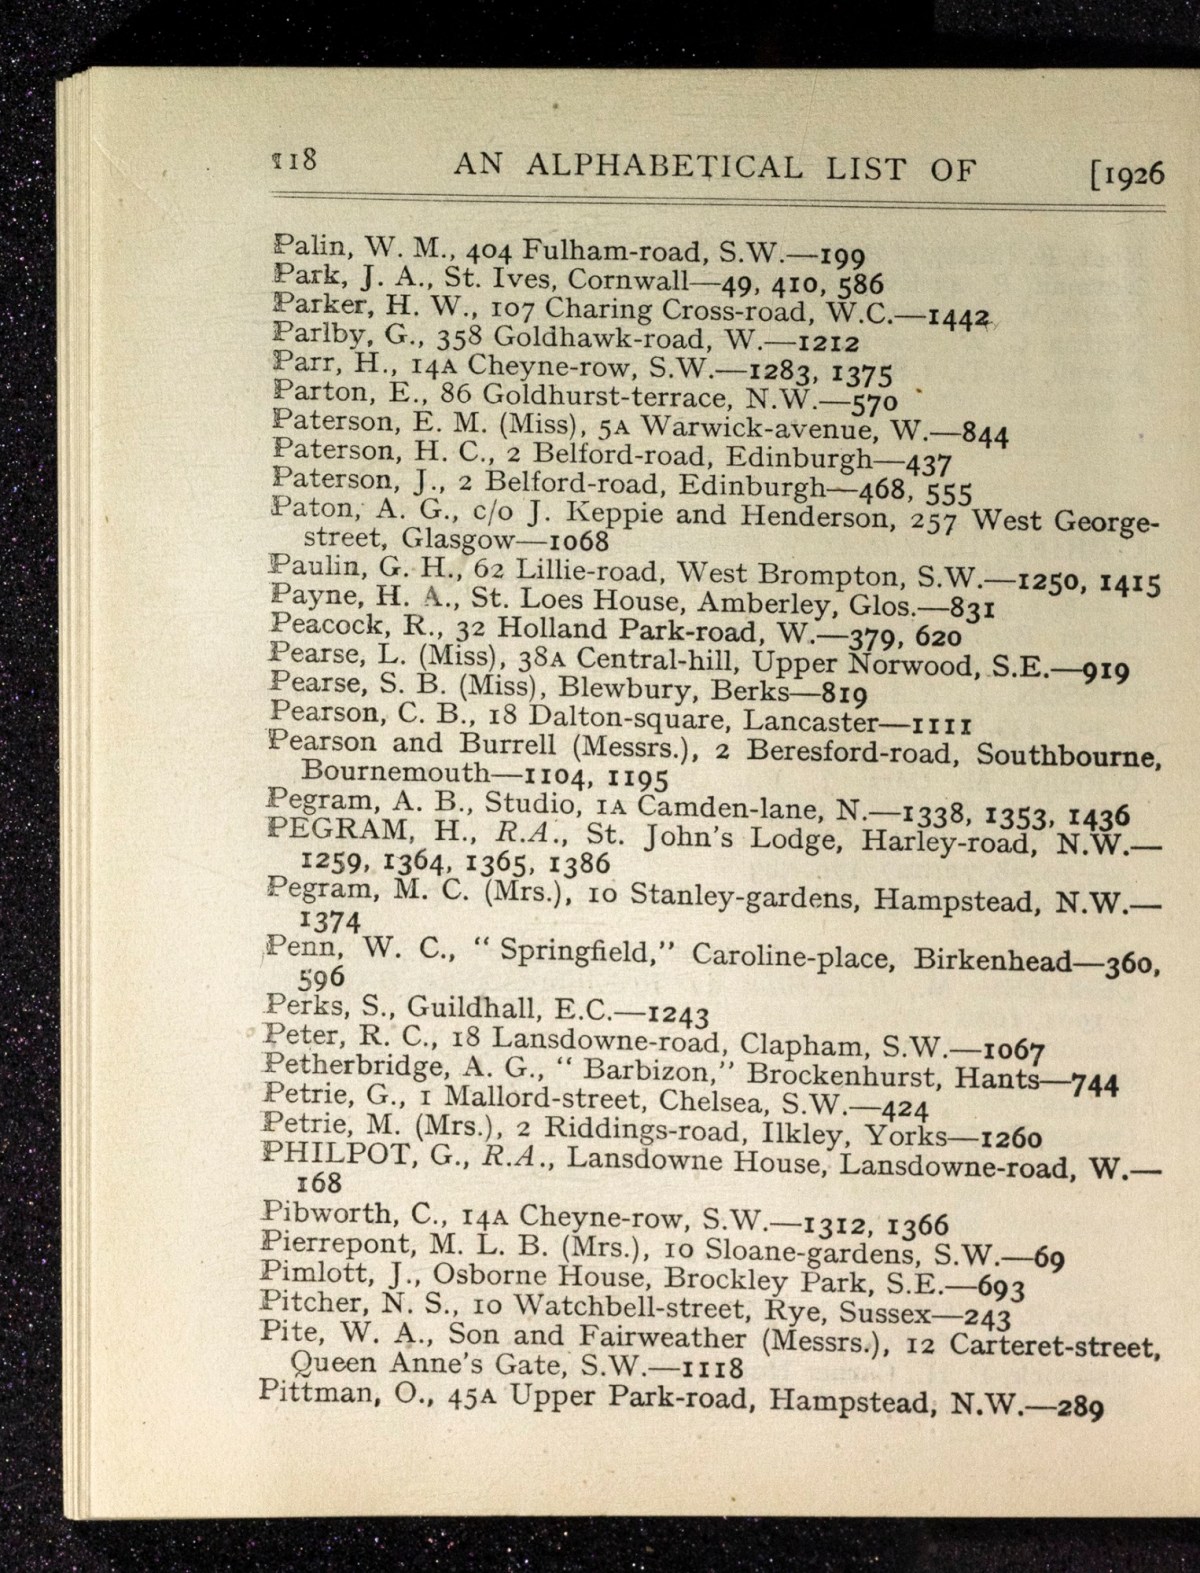 118 AN ALPHABETICAL LIST OF [1926
Palin, W. M., 404 Fulham-road, S.W.—199
Park, J. A., St. Ives, Cornwall—49, 410, 586
Parker, H. W., 107 Charing Cross-road, W.C.—1442
Parlby, G., 358 Goldhawk-road, W.—1212
Parr, H., 14A Cheyne-row, S.W.—1283, 1375
Parton, E., 86 Goldhurst-terrace, N.W.—570
Paterson, E. M. (Miss), 5A Warwick-avenue, W.—844
Paterson, H. C., 2 Belford-road, Edinburgh—437
Paterson, J., 2 Belford-road, Edinburgh—468, 555
Paton, A. G., c/o J. Keppie and Henderson, 257 West George-
street, Glasgow—1068
Paulin, G. H., 62 Lillie-road, West Brompton, S.W.—1250, 1415
Payne, H. A., St. Loes House, Amberley, Glos.—831
Peacock, R., 32 Holland Park-road, W.—379, 620
Pearse, L. (Miss), 38A Central-hill, Upper Norwood, S.E.—919
Pearse, S. B. (Miss), Blewbury, Berks—819
Pearson, C. B., 18 Dalton-square, Lancaster—1111
Pearson and Burrell (Messrs.), 2 Beresford-road, Southbourne,
Bournemouth—1104, 1195
Pegram, A. B., Studio, 1A Camden-lane, N.—1338, 1353, 1436
PEGRAM, H., R.A., St. John's Lodge, Harley-road, N.W.—
1259, 1364, 1365, 1386
Pegram, M. C. (Mrs.), 10 Stanley-gardens, Hampstead, N.W.—
1374
Penn, W. C., “ Springfield,” Caroline-place, Birkenhead—360,
596
Perks, S., Guildhall, E.C.—1243
Peter, R. C., 18 Lansdowne-road, Clapham, S.W.—1067
Petherbridge, A. G., “ Barbizon,” Brockenhurst, Hants—744
Petrie, G., 1 Mallord-street, Chelsea, S.W.—424
Petrie, M. (Mrs.), 2 Riddings-road, Ilkley, Yorks—1260
PHILPOT, G., R.A., Lansdowne House, Lansdowne-road, W.—
168
Pibworth, C., 14A Cheyne-row, S.W.—1312, 1366
Pierrepont, M. L. B. (Mrs.), 10 Sloane-gardens, S.W.—69
Pimlott, J., Osborne House, Brockley Park, S.E.—693
Pitcher, N. S., 10 Watchbell-street, Rye, Sussex—243
Pite, W. A., Son and Fairweather (Messrs.), 12 Carteret-street,
Queen Anne's Gate, S.W.—1118
Pittman, O., 45A Upper Park-road, Hampstead, N.W.—289